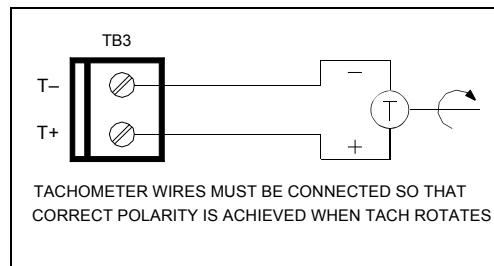 TB3
T–
–
T
T+
+
TACHOMETER WIRES MUST BE CONNECTED SO THAT
CORRECT POLARITY IS ACHIEVED WHEN TACH ROTATES